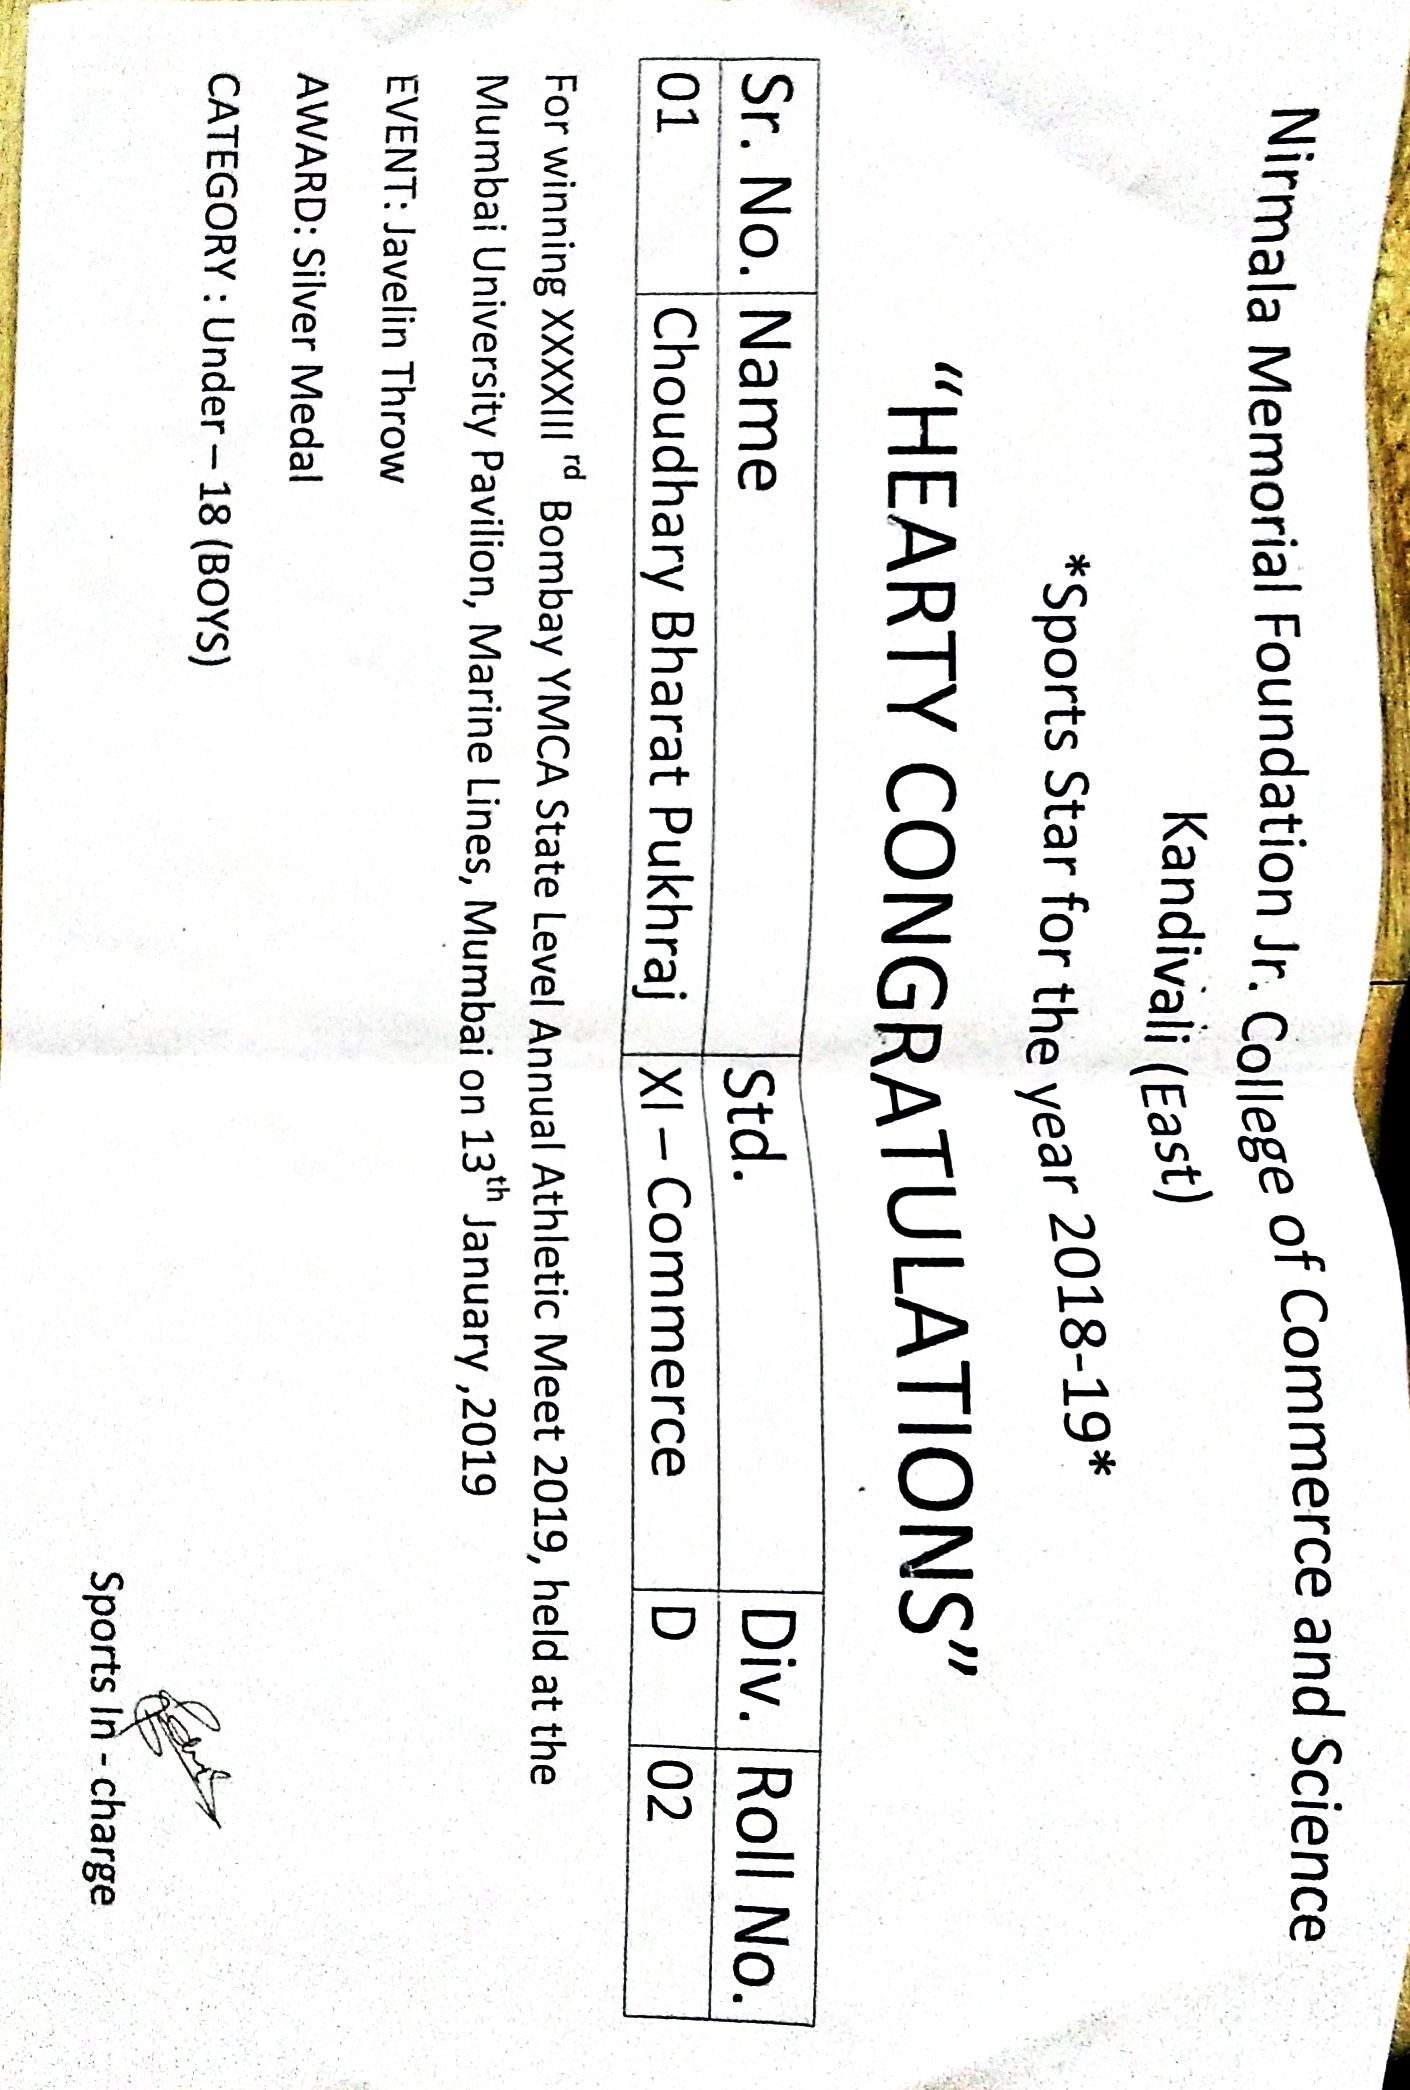 Nirmala Memorial Foundation Jr. College of Commerce and Science
Kandivali (East)
*Sports Star for the year 2018-19*
“HEARTY CONGRATULATIONS”
Sr. No. Name Std. Div. Roll No.
01 Choudhary Bharat Pukhraj XI – Commerce D 02
For winning XXXXIII rd Bombay YMCA State Level Annual Athletic Meet 2019, held at the
Mumbai University Pavilion, Marine Lines, Mumbai on 13th January ,2019
EVENT: Javelin Throw
AWARD: Silver Medal
CATEGORY : Under – 18 (BOYS)
Sports In - charge